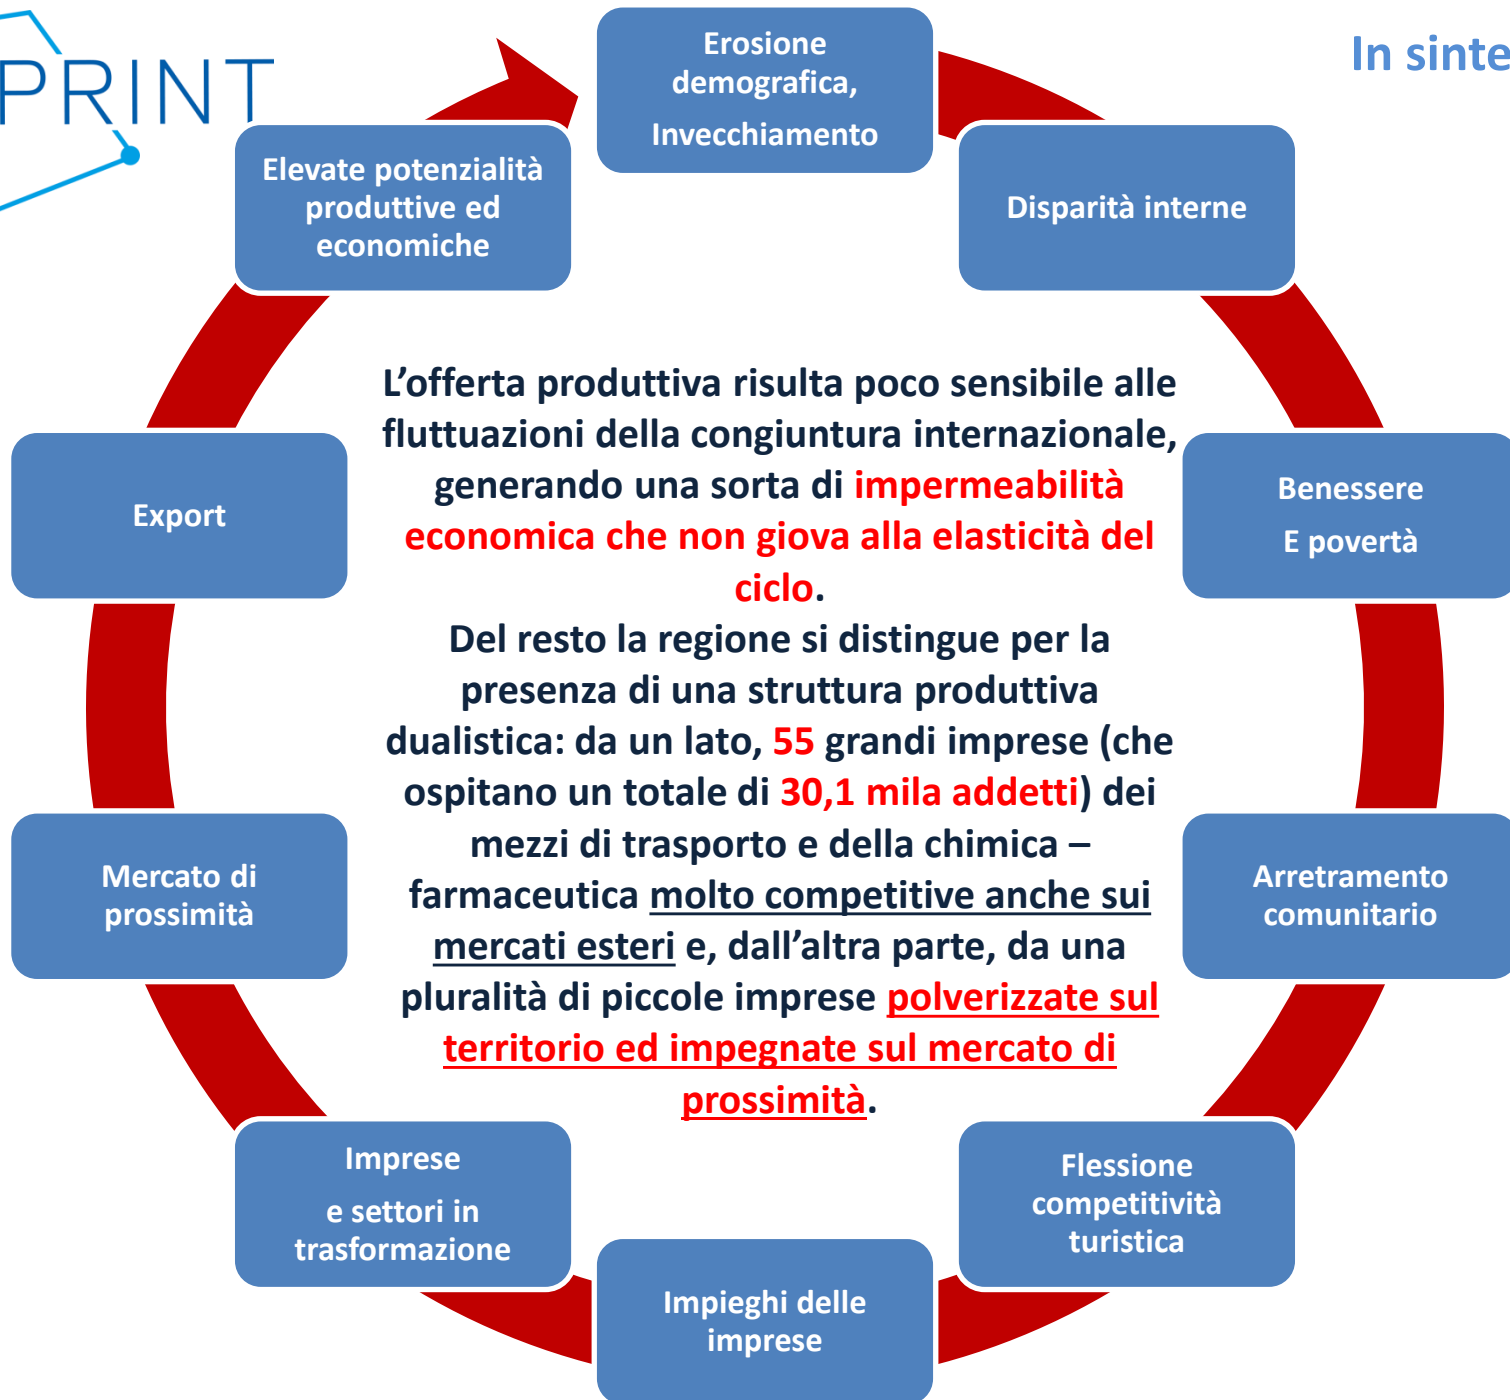 PRINT
In sinte
Erosione
demografica,
Invecchiamento
Disparità interne
Benessere
E povertà
Arretramento
comunitario
Flessione
competitività
turistica
Impieghi delle
imprese
Imprese
e settori in
trasformazione
Mercato di
prossimità
Export
Elevate potenzialità
produttive ed
economiche
L’offerta produttiva risulta poco sensibile alle
fluttuazioni della congiuntura internazionale,
generando una sorta di impermeabilità
economica che non giova alla elasticità del
ciclo.
Del resto la regione si distingue per la
presenza di una struttura produttiva
dualistica: da un lato, 55 grandi imprese (che
ospitano un totale di 30,1 mila addetti) dei
mezzi di trasporto e della chimica –
farmaceutica molto competitive anche sui
mercati esteri e, dall’altra parte, da una
pluralità di piccole imprese polverizzate sul
territorio ed impegnate sul mercato di
prossimità.